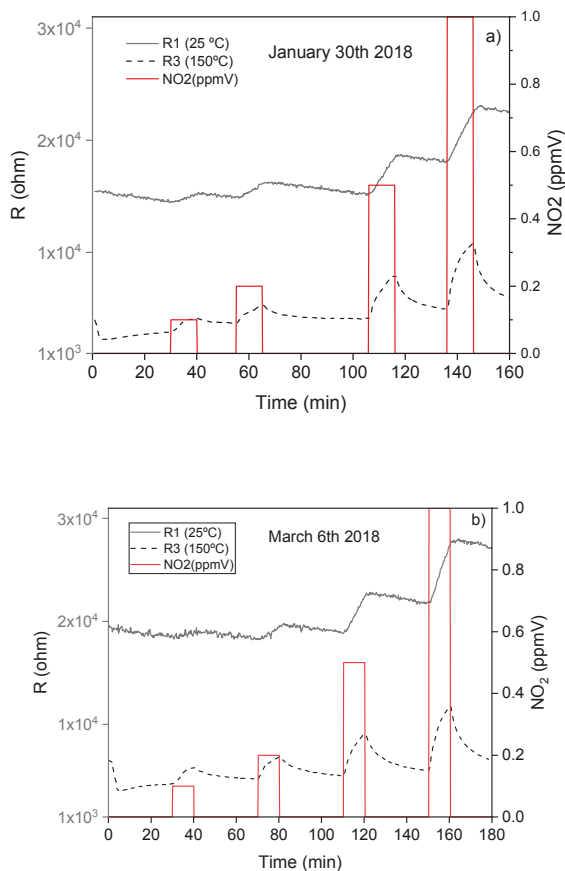 R1 (25 ºC)
R3 (150ºC)
NO2(ppmV)
January 30th 2018
a)
3x10⁴
2x10⁴
1x10⁴
1x10³
R (ohm)
1.0
0.8
0.6
0.4
0.2
0.0
NO2 (ppmV)
0 20 40 60 80 100 120 140 160
Time (min)
R1 (25ºC)
R3 (150ºC)
NO2(ppmV)
March 6th 2018
b)
3x10⁴
2x10⁴
1x10⁴
1x10³
R (ohm)
1.0
0.8
0.6
0.4
0.2
0.0
NO₂ (ppmV)
0 20 40 60 80 100 120 140 160 180
Time (min)